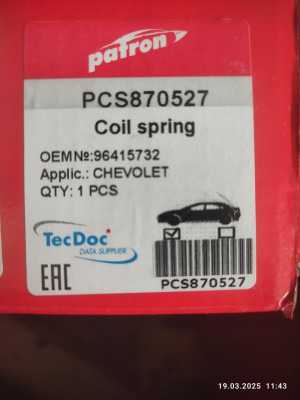 patron
PCS870527
Coil spring
OEM№:96415732
Applic.: CHEVOLET
QTY: 1 PCS
TecDoc
DATA SUPPLIER
EAC
PCS870527
19.03.2025 11:43